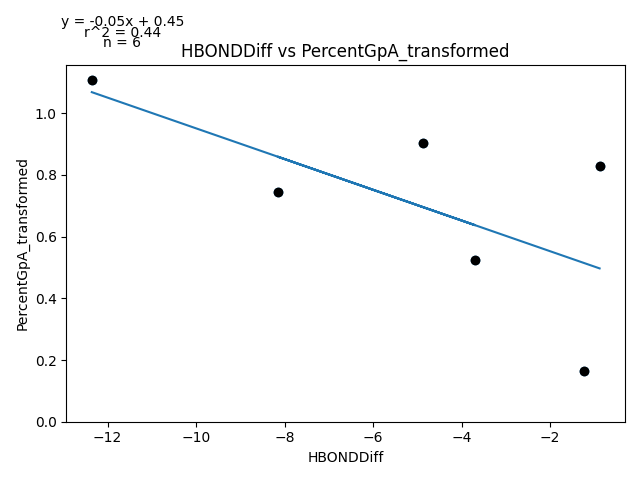 y = -0.05x + 0.45
r^2 = 0.44
n = 6
HBONDDiff vs PercentGpA_transformed
PercentGpA_transformed
1.0
0.8
0.6
0.4
0.2
0.0
−12
−10
−8
−6
−4
−2
HBONDDiff